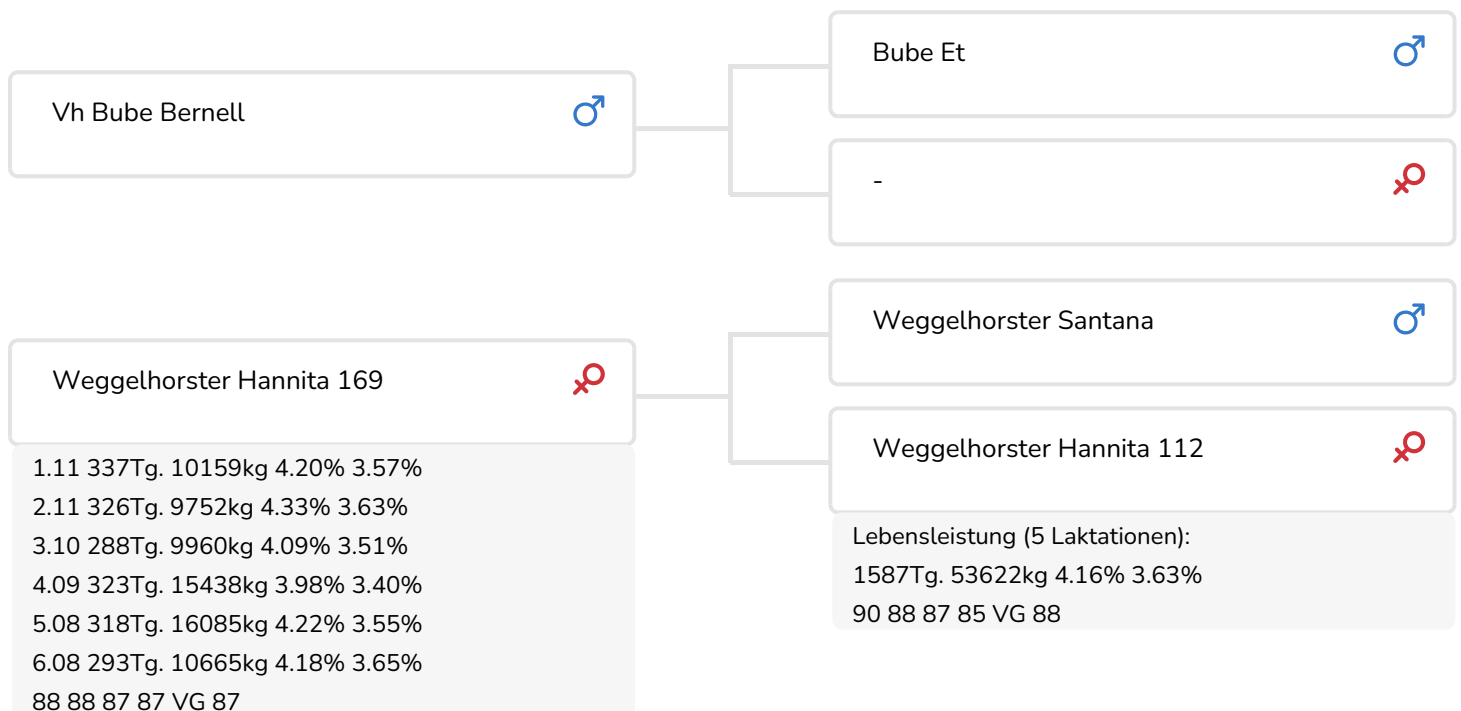 Vh Bube Bernell
Bube Et
-
Weggelhorster Hannita 169
1.11 337Tg. 10159kg 4.20% 3.57%
2.11 326Tg. 9752kg 4.33% 3.63%
3.10 288Tg. 9960kg 4.09% 3.51%
4.09 323Tg. 15438kg 3.98% 3.40%
5.08 318Tg. 16085kg 4.22% 3.55%
6.08 293Tg. 10665kg 4.18% 3.65%
88 88 87 87 VG 87
Weggelhorster Santana
Weggelhorster Hannita 112
Lebensleistung (5 Laktationen):
1587Tg. 53622kg 4.16% 3.63%
90 88 87 85 VG 88